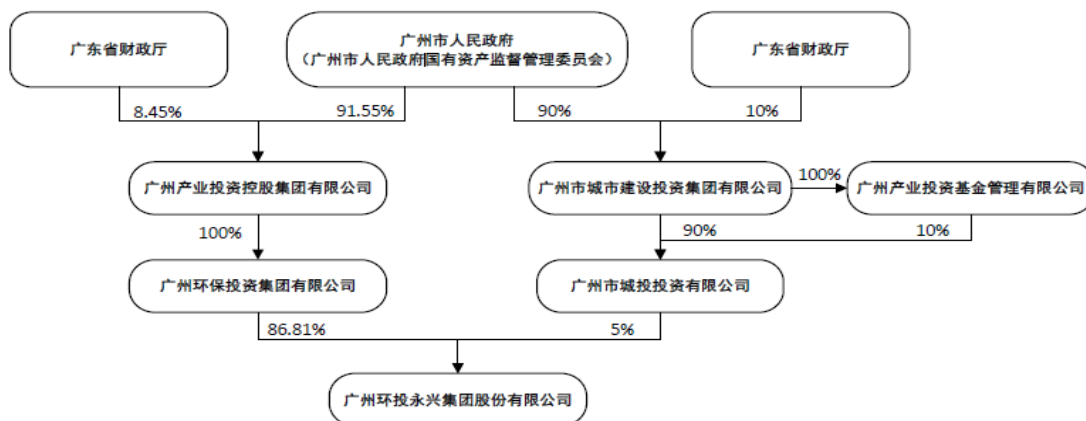 广东省财政厅
广州市人民政府
（广州市人民政府国有资产监督管理委员会）
广东省财政厅
8.45%
91.55%
90%
10%
广州产业投资控股集团有限公司
广州市城市建设投资集团有限公司
100%
广州产业投资基金管理有限公司
100%
90%
10%
广州环保投资集团有限公司
广州市城投投资有限公司
86.81%
5%
广州环投永兴集团股份有限公司